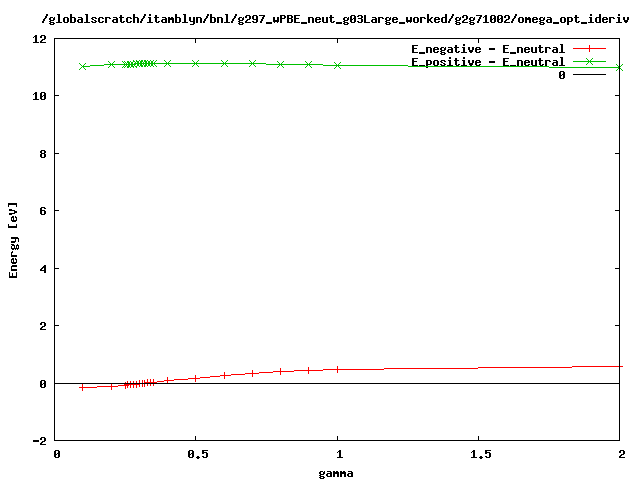 /globalscratch/itamblyn/bnl/g297_wPBE_neut_g03Large_worked/g2g71002/omega_opt_ideriv
12
E_negative - E_neutral
E_positive - E_neutral
0
10
8
6
Energy [eV]
4
2
0
-2
0 0.5 1 1.5 2
gamma